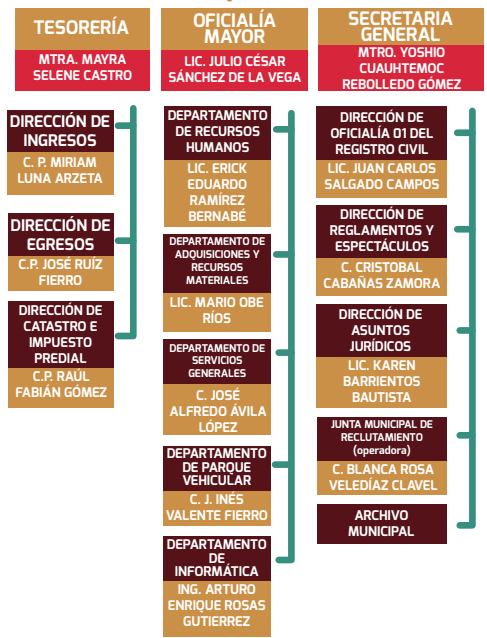 TESORERÍA
MTRA. MAYRA
SELENE CASTRO
DIRECCIÓN DE
INGRESOS
C. P. MIRIAM
LUNA ARZETA
DIRECCIÓN DE
EGRESOS
C.P. JOSÉ RUÍZ
FIERRO
DIRECCIÓN DE
CATASTRO E
IMPUESTO
PREDIAL
C.P. RAÚL
FABIÁN GÓMEZ
OFICIALÍA
MAYOR
LIC. JULIO CÉSAR
SÁNCHEZ DE LA VEGA
DEPARTAMENTO
DE RECURSOS
HUMANOS
LIC. ERICK
EDUARDO
RAMÍREZ
BERNABÉ
DEPARTAMENTO DE
ADQUISICIONES Y
RECURSOS
MATERIALES
LIC. MARIO OBE
RÍOS
DEPARTAMENTO DE
SERVICIOS
GENERALES
C. JOSÉ
ALFREDO ÁVILA
LÓPEZ
DEPARTAMENTO
DE PARQUE
VEHICULAR
C. J. INÉS
VALENTE FIERRO
DEPARTAMENTO
DE
INFORMÁTICA
ING. ARTURO
ENRIQUE ROSAS
GUTIERREZ
SECRETARIA
GENERAL
MTRO. YOSHIO
CUAUHTEMOC
REBOLLEDO GÓMEZ
DIRECCIÓN DE
OFICIALÍA 01 DEL
REGISTRO CIVIL
LIC. JUAN CARLOS
SALGADO CAMPOS
DIRECCIÓN DE
REGLAMENTOS Y
ESPECTÁCULOS
C. CRISTOBAL
CABAÑAS ZAMORA
DIRECCIÓN DE
ASUNTOS
JURÍDICOS
LIC. KAREN
BARRIENTOS
BAUTISTA
JUNTA MUNICIPAL DE
RECLUTAMIENTO
(operadora)
C. BLANCA ROSA
VELEDÍAZ CLAVEL
ARCHIVO
MUNICIPAL